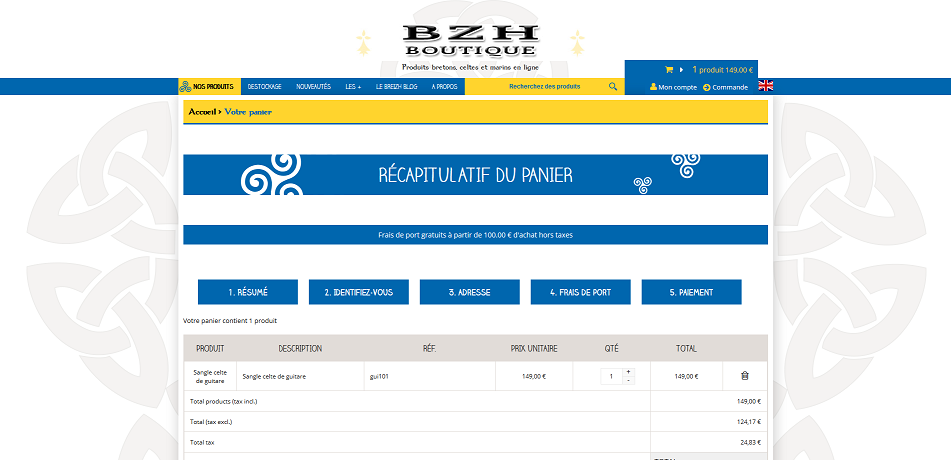 BZH
BOUTIQUE
Produits bretons, celtes et marins en ligne
1 produit 149,00 €
NOS PRODUITS DESTOCKAGE NOUVEAUTÉS LES + LE BREIZH BLOG A PROPOS Recherchez des produits Mon compte Commande
Accueil Votre panier
RÉCAPITULATIF DU PANIER
Frais de port gratuits à partir de 100.00 € d'achat hors taxes
1. RÉSUMÉ 2. IDENTIFIEZ-VOUS 3. ADRESSE 4. FRAIS DE PORT 5. PAIEMENT
Votre panier contient 1 produit
PRODUIT DESCRIPTION RÉF. PRIX UNITAIRE QTÉ TOTAL
Sangle celte de guitare Sangle celte de guitare gui101 149,00 € 1 + - 149,00 €
Total products (tax incl.) 149,00 €
Total (tax excl.) 124,17 €
Total tax 24,83 €